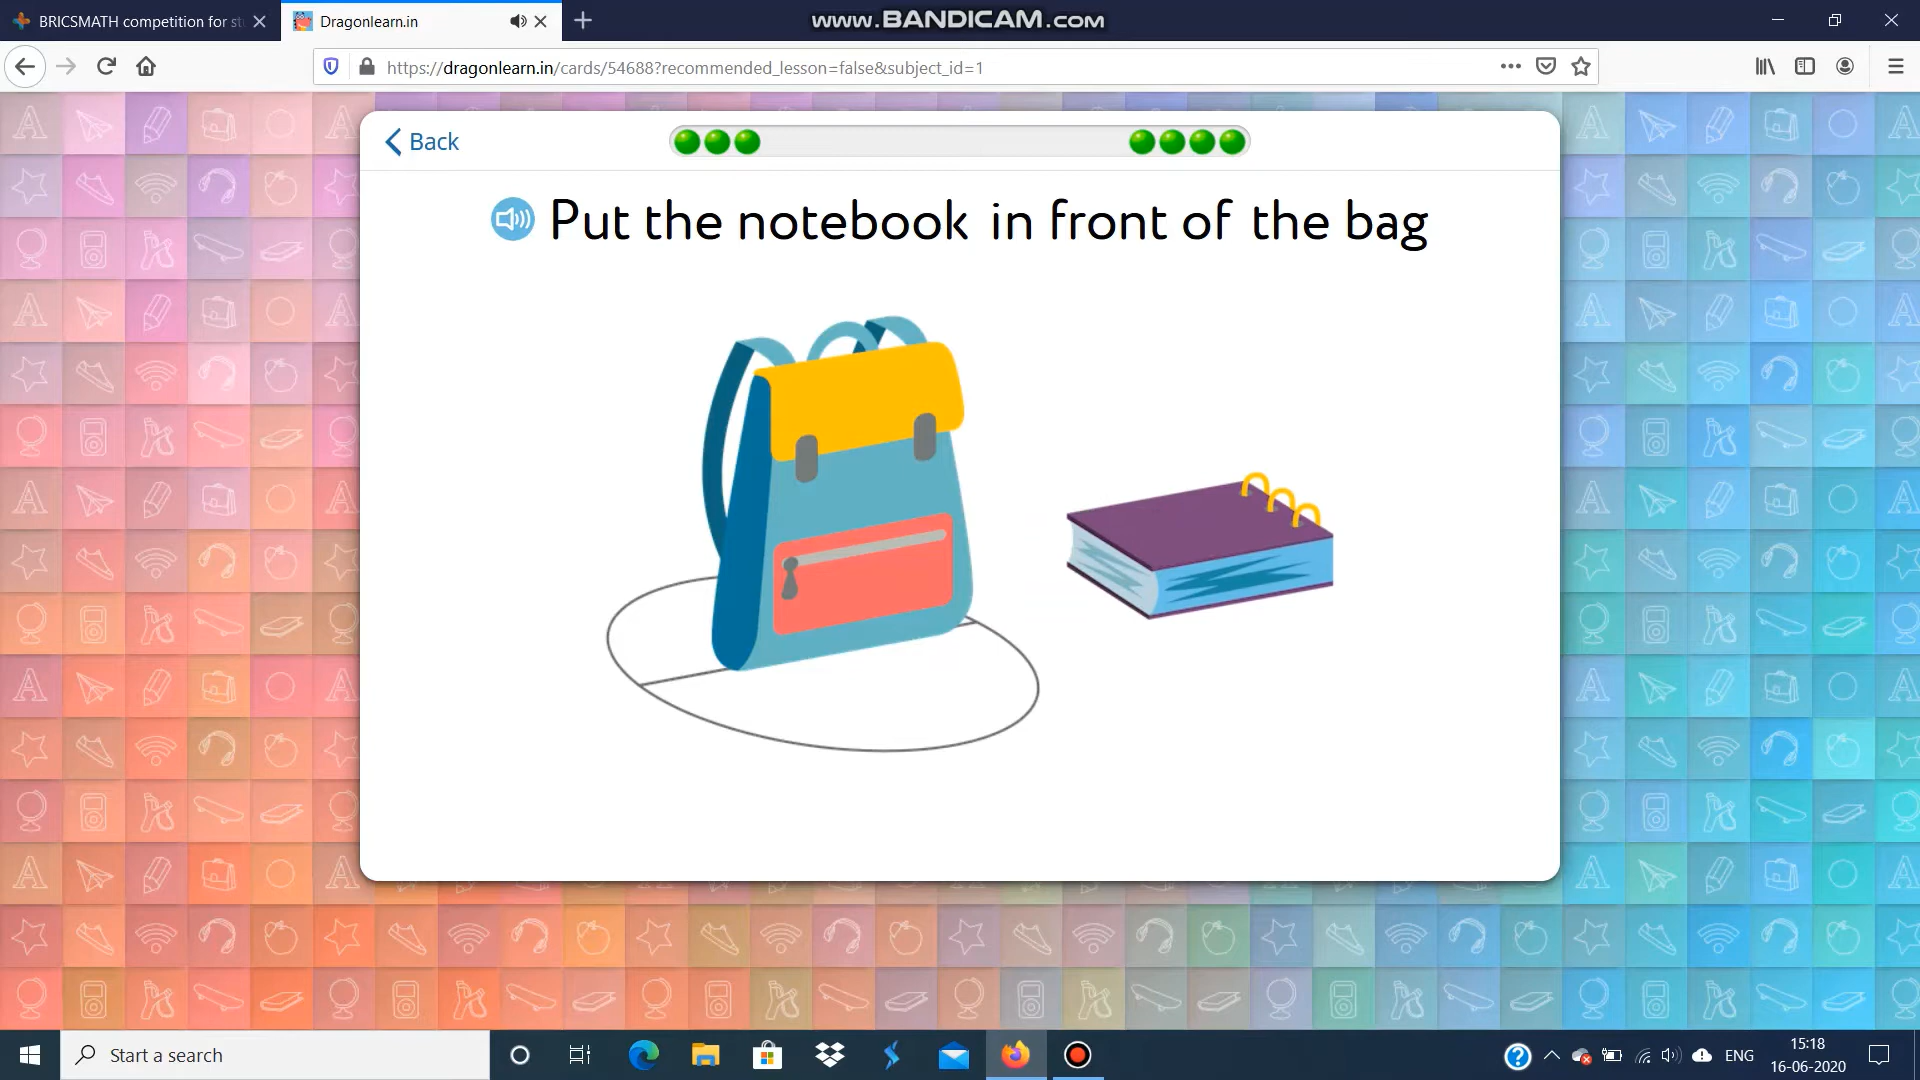 BRICSMATH competition for st
Dragonlearn.in
www.BANDICAM.com
https://dragonlearn.in/cards/54688?recommended_lesson=false&subject_id=1
Back
Put the notebook in front of the bag
Start a search
ENG
15:18
16-06-2020